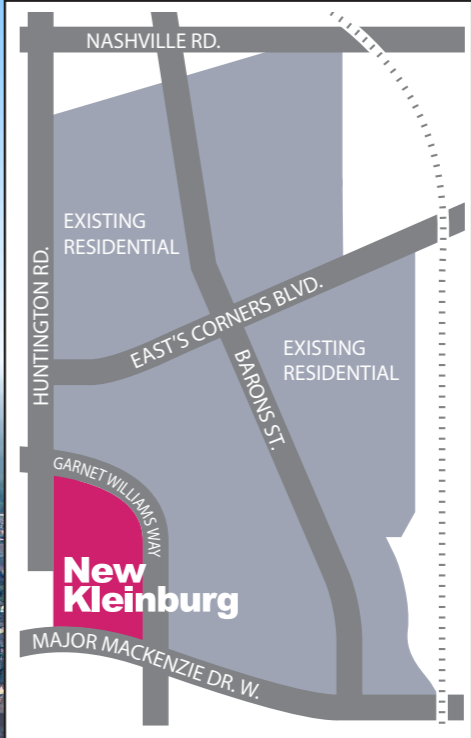 NASHVILLE RD.
EXISTING
RESIDENTIAL
HUNTINGTON RD.
EAST'S CORNERS BLVD.
BARONS ST.
EXISTING
RESIDENTIAL
GARNET WILLIAMS WAY
New
Kleinburg
MAJOR MACKENZIE DR. W.